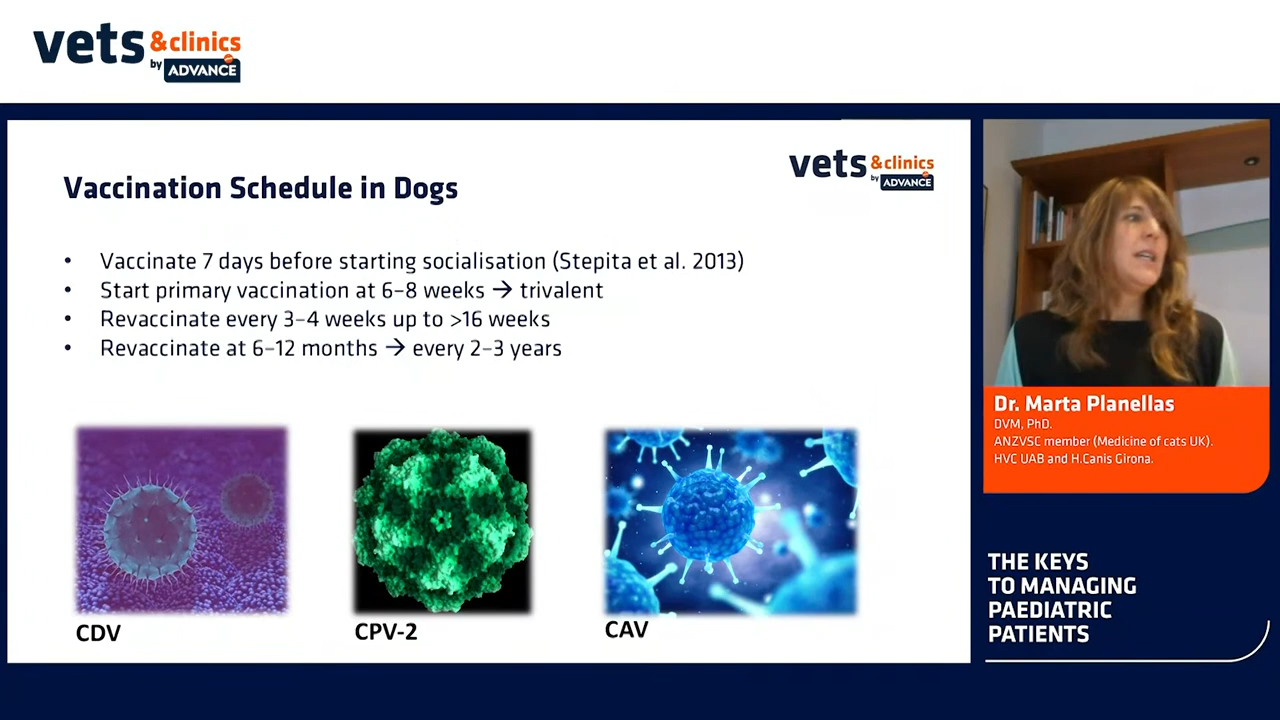 vets &clinics
by ADVANCE
vets &clinics
by ADVANCE
Vaccination Schedule in Dogs
• Vaccinate 7 days before starting socialisation (Stepita et al. 2013)
• Start primary vaccination at 6–8 weeks → trivalent
• Revaccinate every 3–4 weeks up to >16 weeks
• Revaccinate at 6–12 months → every 2–3 years
CDV
CPV-2
CAV
Dr. Marta Planellas
DVM, PhD.
ANZVSC member (Medicine of cats UK).
HVC UAB and H.Canis Girona.
THE KEYS
TO MANAGING
PAEDIATRIC
PATIENTS